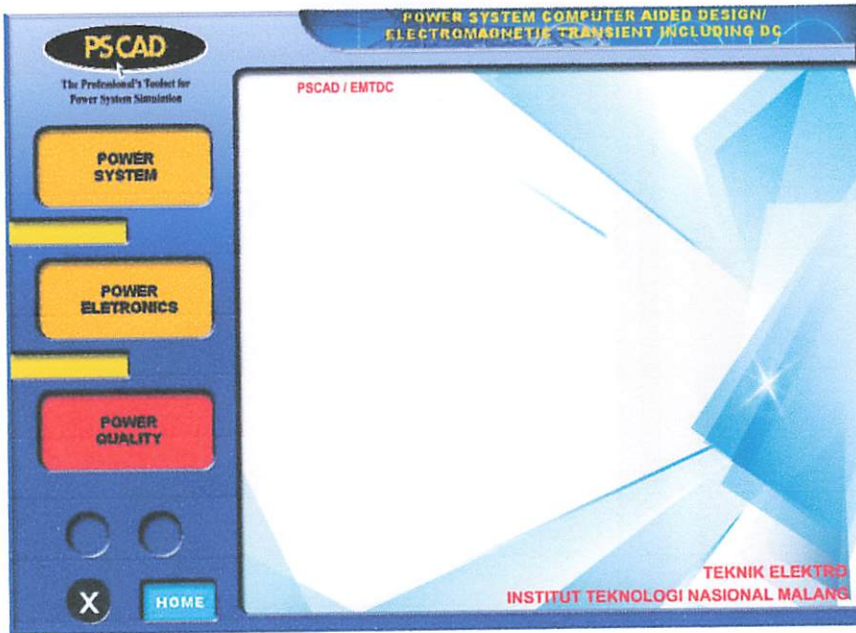 POWER SYSTEM COMPUTER AIDED DESIGN/
ELECTROMAGNETIC TRANSIENT INCLUDING DC
PSCAD
The Professional's Toolset for
Power System Simulation
PSCAD / EMTDC
POWER
SYSTEM
POWER
ELETRONICS
POWER
QUALITY
X
HOME
TEKNIK ELEKTRO
INSTITUT TEKNOLOGI NASIONAL MALANG